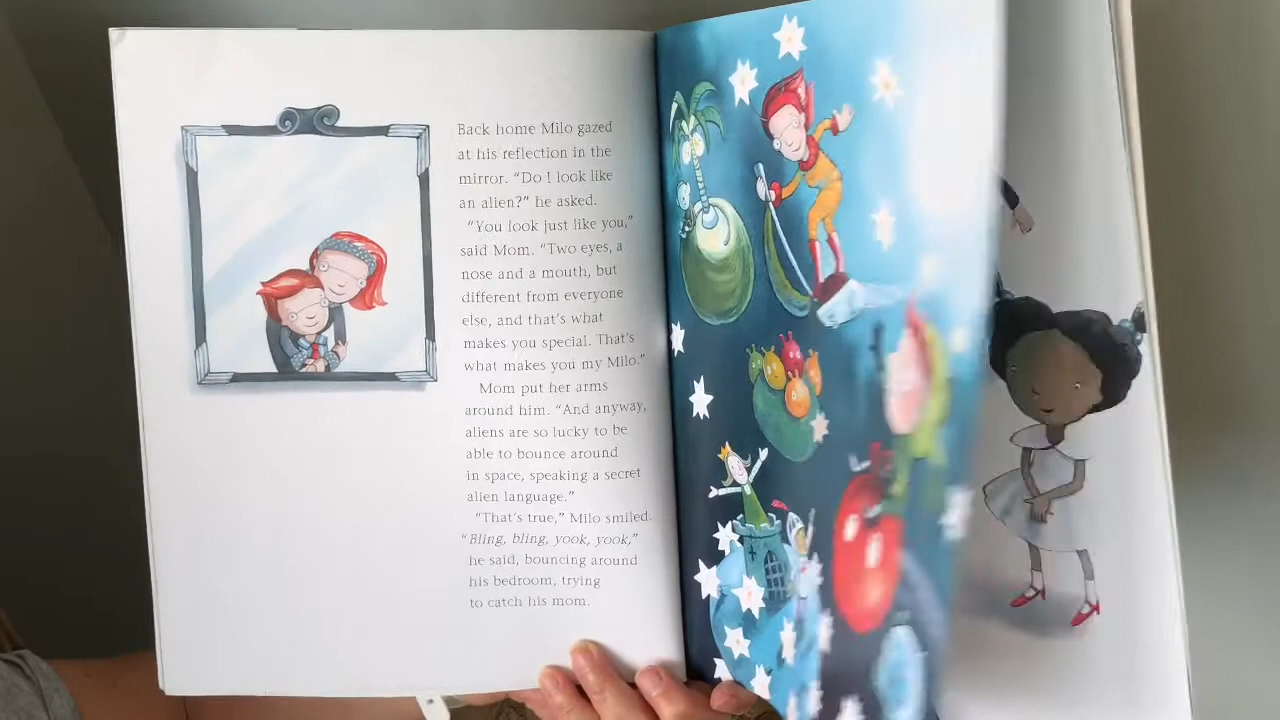 Back home Milo gazed
at his reflection in the
mirror. “Do I look like
an alien?” he asked.
“You look just like you,”
said Mom. “Two eyes, a
nose and a mouth, but
different from everyone
else, and that’s what
makes you special. That’s
what makes you my Milo.”
Mom put her arms
around him. “And anyway,
aliens are so lucky to be
able to bounce around
in space, speaking a secret
alien language.”
“That’s true,” Milo smiled.
“Bling, bling, yook, yook,”
he said, bouncing around
his bedroom, trying
to catch his mom.